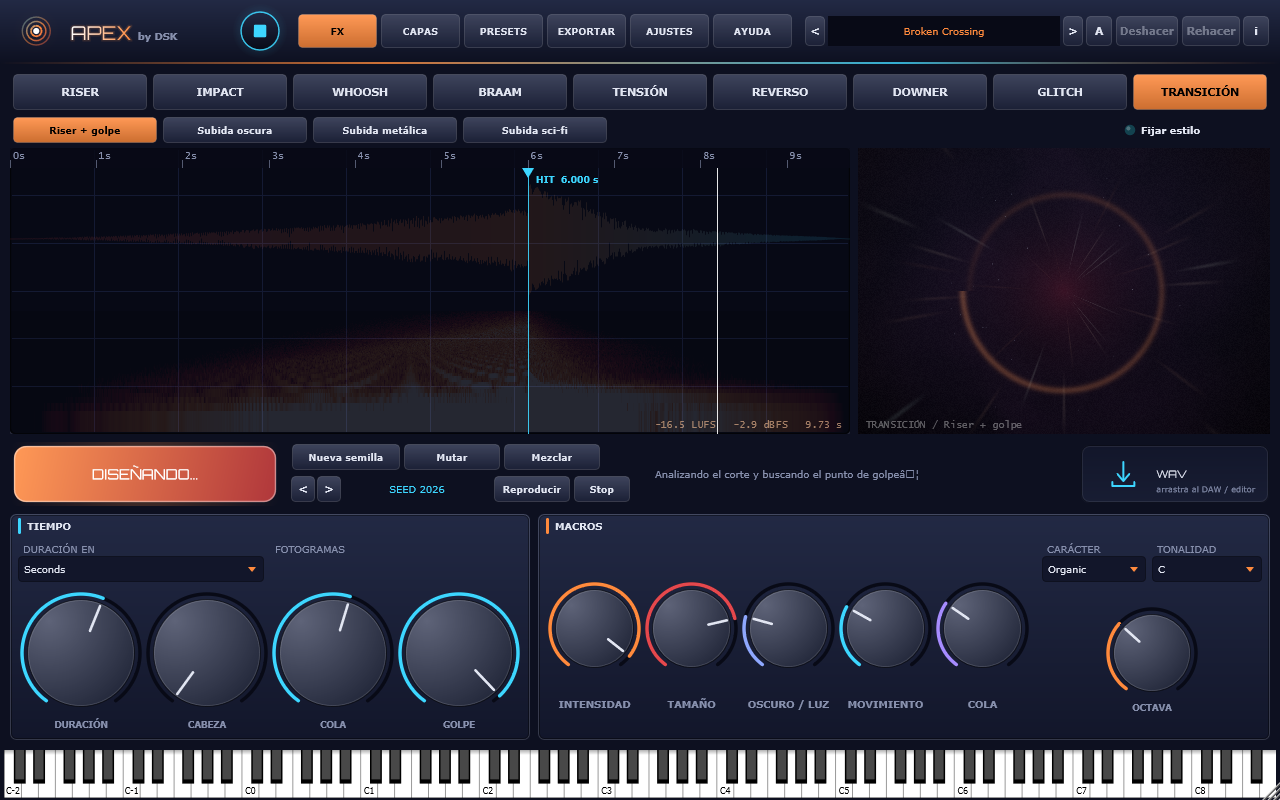 APEX by DSK
FX CAPAS PRESETS EXPORTAR AJUSTES AYUDA < Broken Crossing > A Deshacer Rehacer i
RISER IMPACT WHOOSH BRAAM TENSIÓN REVERSO DOWNER GLITCH TRANSICIÓN
Riser + golpe Subida oscura Subida metálica Subida sci-fi Fijar estilo
0s 1s 2s 3s 4s 5s 6s 7s 8s 9s
HIT 6.000 s
-16.5 LUFS -2.9 dBFS 9.73 s
TRANSICIÓN / Riser + golpe
DISEÑANDO...
Nueva semilla Mutar Mezclar
< > SEED 2026 Reproducir Stop
Analizando el corte y buscando el punto de golpeâ□¦
WAV
arrastra al DAW / editor
TIEMPO
DURACIÓN EN FOTOGRAMAS
Seconds
DURACIÓN CABEZA COLA GOLPE
MACROS
CARÁCTER TONALIDAD
Organic C
INTENSIDAD TAMAÑO OSCURO / LUZ MOVIMIENTO COLA OCTAVA
C-2 C-1 C0 C1 C2 C3 C4 C5 C6 C7 C8